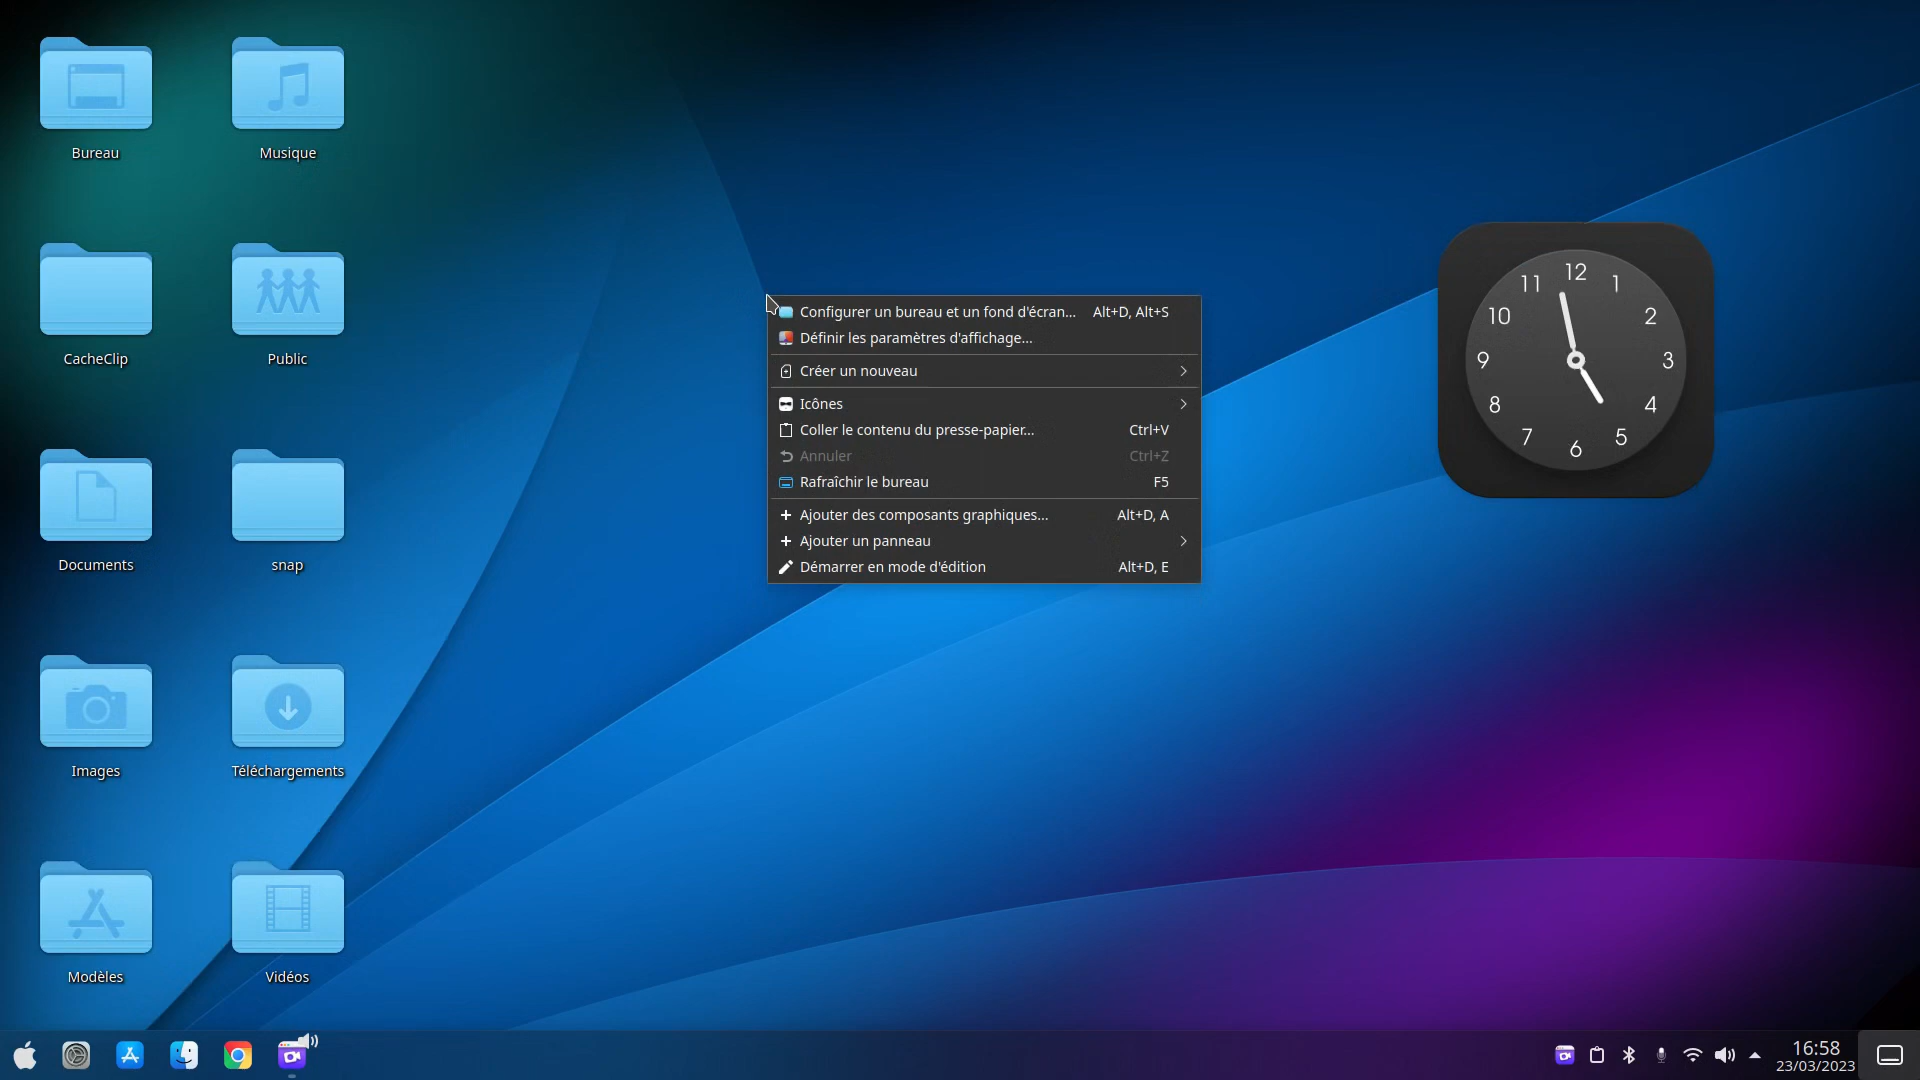 Bureau
Musique
CacheClip
Public
Documents
snap
Images
Téléchargements
Modèles
Vidéos
Configurer un bureau et un fond d'écran... Alt+D, Alt+S
Définir les paramètres d'affichage...
Créer un nouveau
Icônes
Coller le contenu du presse-papier... Ctrl+V
Annuler Ctrl+Z
Rafraîchir le bureau F5
Ajouter des composants graphiques... Alt+D, A
Ajouter un panneau
Démarrer en mode d'édition Alt+D, E
12
1
2
3
4
5
6
7
8
9
10
11
16:58
23/03/2023